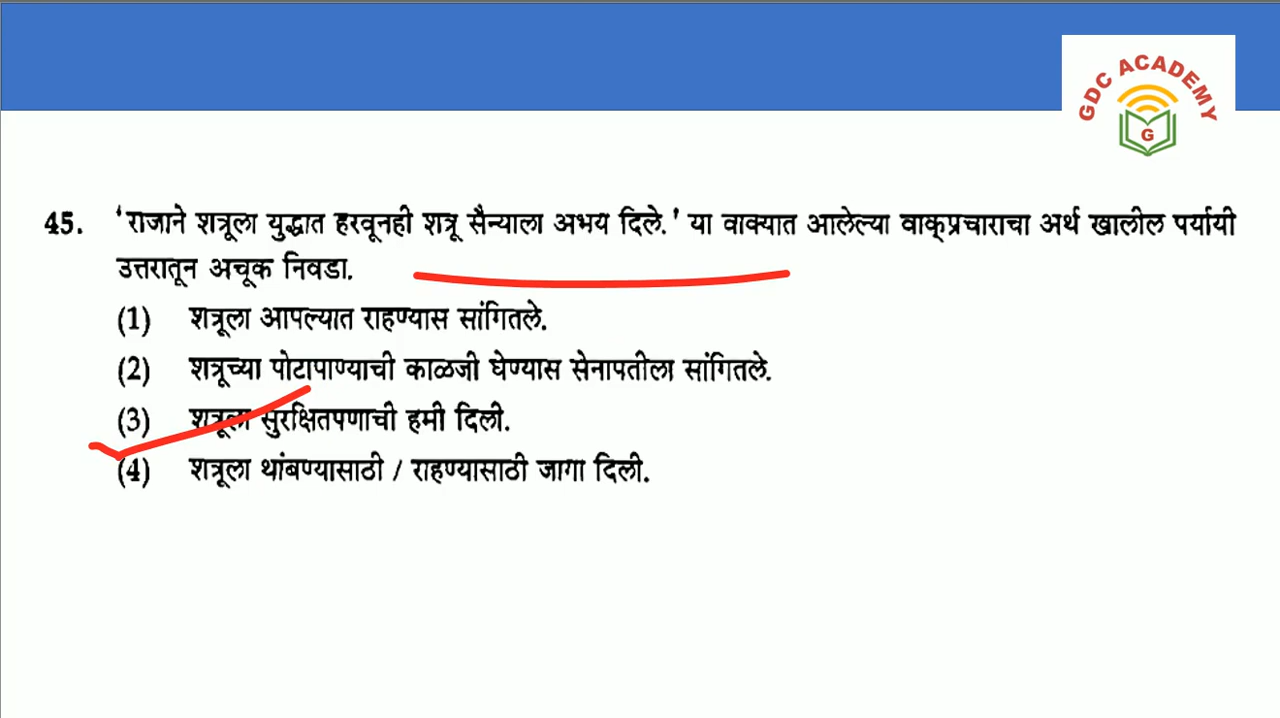 GDC ACADEMY
G
45. 'राजाने शत्रूला युद्धात हरवूनही शत्रू सैन्याला अभय दिले.' या वाक्यात आलेल्या वाक्‌प्रचाराचा अर्थ खालील पर्यायी
उत्तरातून अचूक निवडा.
(1) शत्रूला आपल्यात राहण्यास सांगितले.
(2) शत्रूच्या पोटापाण्याची काळजी घेण्यास सेनापतीला सांगितले.
(3) शत्रूला सुरक्षितपणाची हमी दिली.
(4) शत्रूला थांबण्यासाठी / राहण्यासाठी जागा दिली.